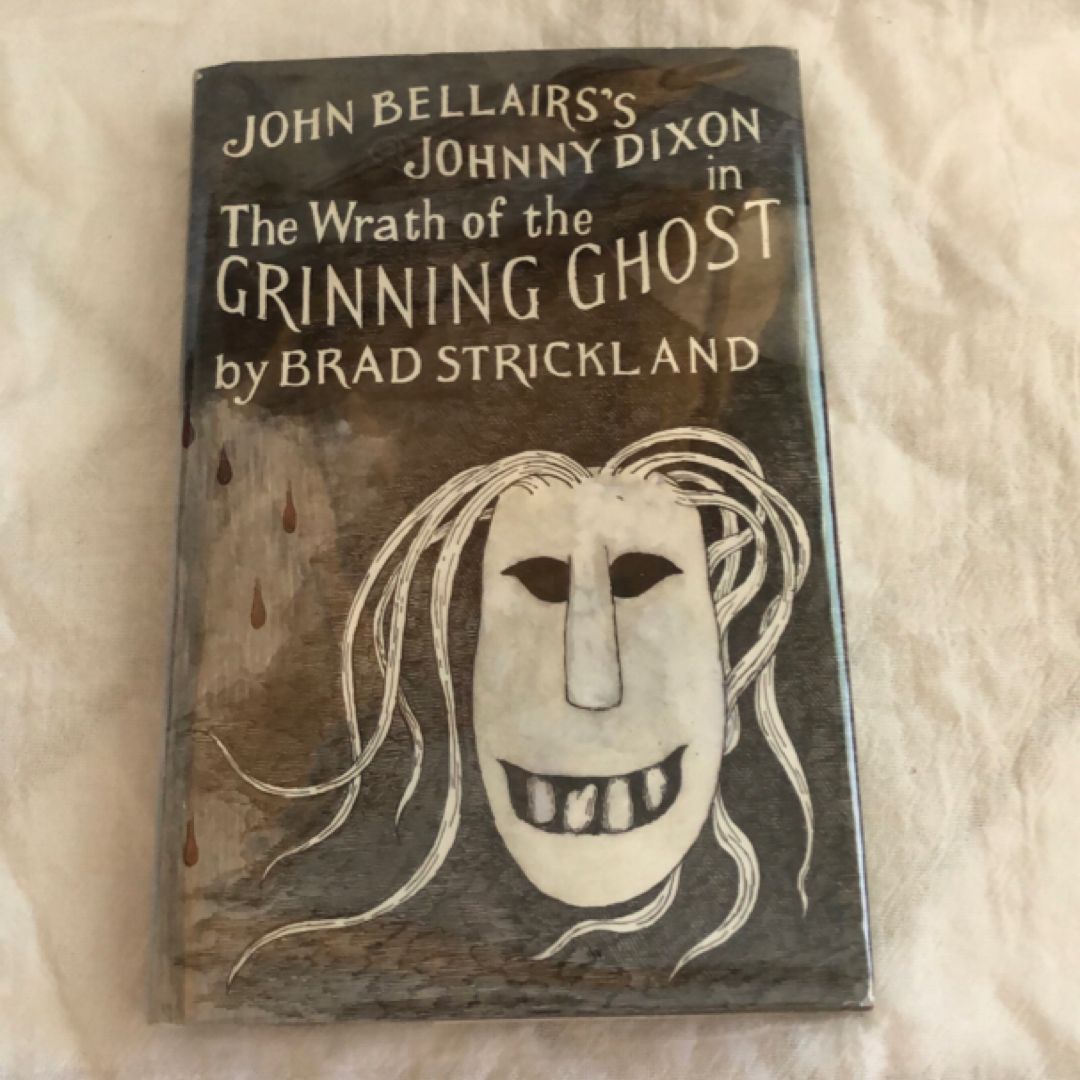 JOHN BELLAIRS'S
JOHNNY DIXON
in
The Wrath of the
GRINNING GHOST
by BRAD STRICKLAND